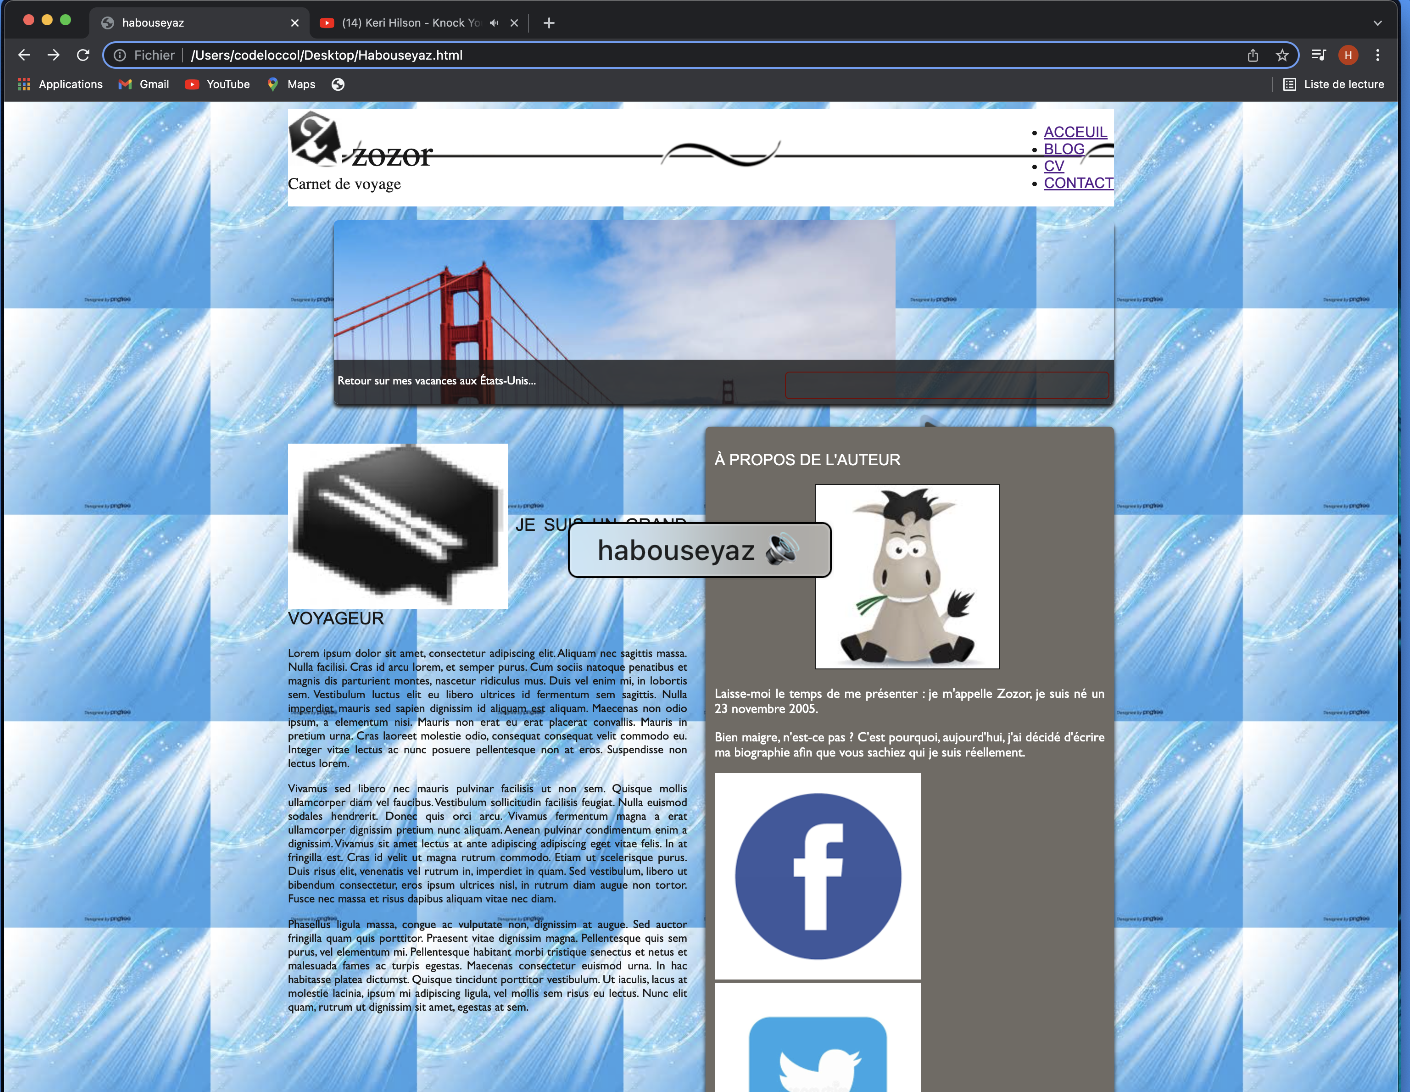 habouseyaz
(14) Keri Hilson - Knock Yo
Fichier /Users/codeloccol/Desktop/Habouseyaz.html
H
Applications Gmail YouTube Maps Liste de lecture
zozor
Carnet de voyage
ACCEUIL
BLOG
CV
CONTACT
Retour sur mes vacances aux États-Unis...
À PROPOS DE L'AUTEUR
JE SUIS UN GRAND
VOYAGEUR
habouseyaz
Lorem ipsum dolor sit amet, consectetur adipiscing elit. Aliquam nec sagittis massa.
Nulla facilisi. Cras id arcu lorem, et semper purus. Cum sociis natoque penatibus et
magnis dis parturient montes, nascetur ridiculus mus. Duis vel enim mi, in lobortis
sem. Vestibulum luctus elit eu libero ultrices id fermentum sem sagittis. Nulla
imperdiet mauris sed sapien dignissim id aliquam est aliquam. Maecenas non odio
ipsum, a elementum nisi. Mauris non erat eu erat placerat convallis. Mauris in
pretium urna. Cras laoreet molestie odio, consequat consequat velit commodo eu.
Integer vitae lectus ac nunc posuere pellentesque non at eros. Suspendisse non
lectus lorem.
Vivamus sed libero nec mauris pulvinar facilisis ut non sem. Quisque mollis
ullamcorper diam vel faucibus. Vestibulum sollicitudin facilisis feugiat. Nulla euismod
sodales hendrerit. Donec quis orci arcu. Vivamus fermentum magna a erat
ullamcorper dignissim pretium nunc aliquam. Aenean pulvinar condimentum enim a
dignissim. Vivamus sit amet lectus at ante adipiscing adipiscing eget vitae felis. In at
fringilla est. Cras id velit ut magna rutrum commodo. Etiam ut scelerisque purus.
Duis risus elit, venenatis vel rutrum in, imperdiet in quam. Sed vestibulum, libero ut
bibendum consectetur, eros ipsum ultrices nisl, in rutrum diam augue non tortor.
Fusce nec massa et risus dapibus aliquam vitae nec diam.
Phasellus ligula massa, congue ac vulputate non, dignissim at augue. Sed auctor
fringilla quam quis porttitor. Praesent vitae dignissim magna. Pellentesque quis sem
purus, vel elementum mi. Pellentesque habitant morbi tristique senectus et netus et
malesuada fames ac turpis egestas. Maecenas consectetur euismod urna. In hac
habitasse platea dictumst. Quisque tincidunt porttitor vestibulum. Ut iaculis, lacus at
molestie lacinia, ipsum mi adipiscing ligula, vel mollis sem risus eu lectus. Nunc elit
quam, rutrum ut dignissim sit amet, egestas at sem.
Laisse-moi le temps de me présenter : je m'appelle Zozor, je suis né un
23 novembre 2005.
Bien maigre, n'est-ce pas ? C'est pourquoi, aujourd'hui, j'ai décidé d'écrire
ma biographie afin que vous sachiez qui je suis réellement.
f